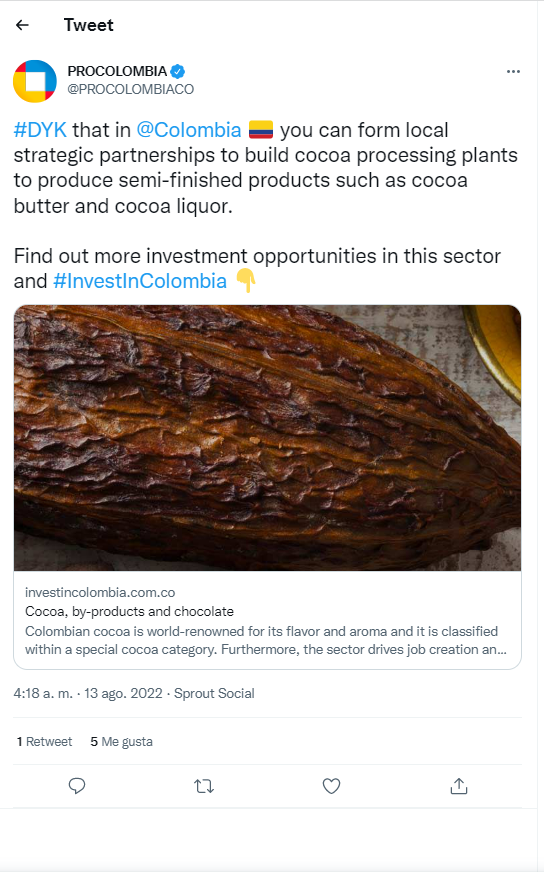 Tweet
PROCOLOMBIA
@PROCOLOMBIACO
#DYK that in @Colombia 🇨🇴 you can form local
strategic partnerships to build cocoa processing plants
to produce semi-finished products such as cocoa
butter and cocoa liquor.
Find out more investment opportunities in this sector
and #InvestInColombia 👇
investincolombia.com.co
Cocoa, by-products and chocolate
Colombian cocoa is world-renowned for its flavor and aroma and it is classified
within a special cocoa category. Furthermore, the sector drives job creation an...
4:18 a. m. · 13 ago. 2022 · Sprout Social
1 Retweet 5 Me gusta